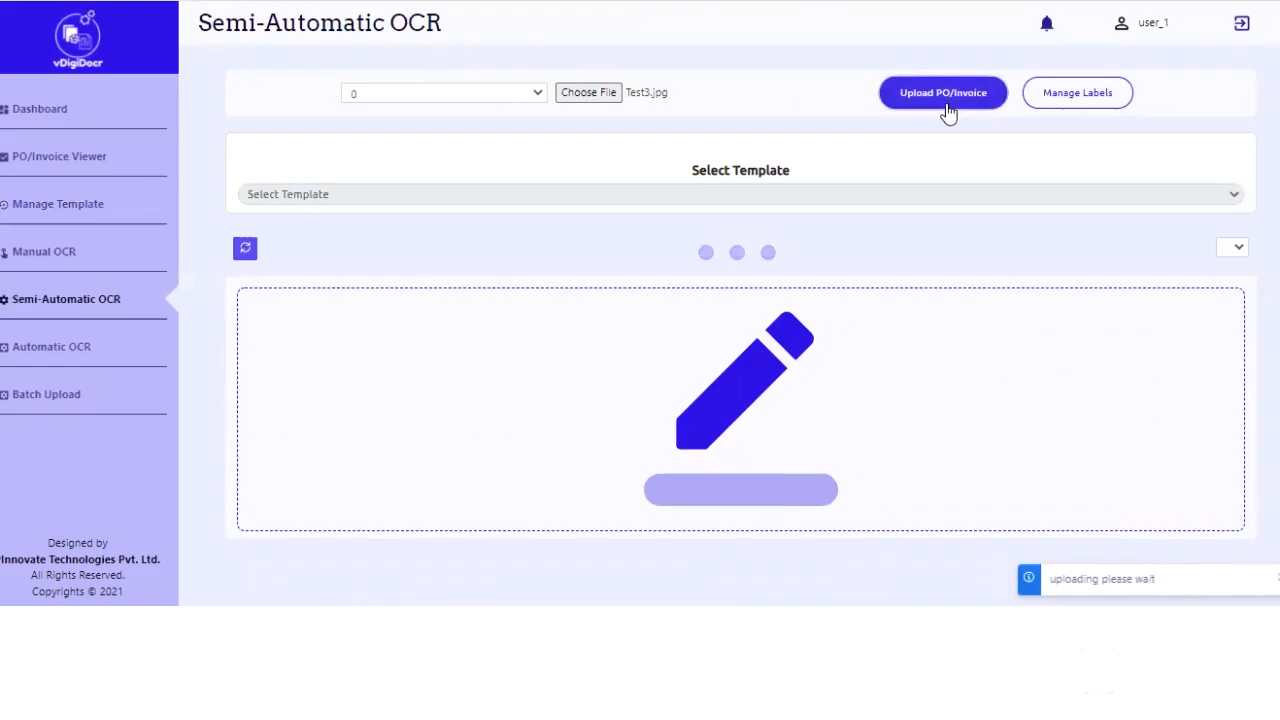 vDigiDocr
Semi-Automatic OCR
user_1
0
Choose File Test3.jpg
Upload PO/Invoice
Manage Labels
Dashboard
PO/Invoice Viewer
Manage Template
Manual OCR
Semi-Automatic OCR
Automatic OCR
Batch Upload
Select Template
Select Template
Designed by
Innovate Technologies Pvt. Ltd.
All Rights Reserved.
Copyrights © 2021
uploading please wait